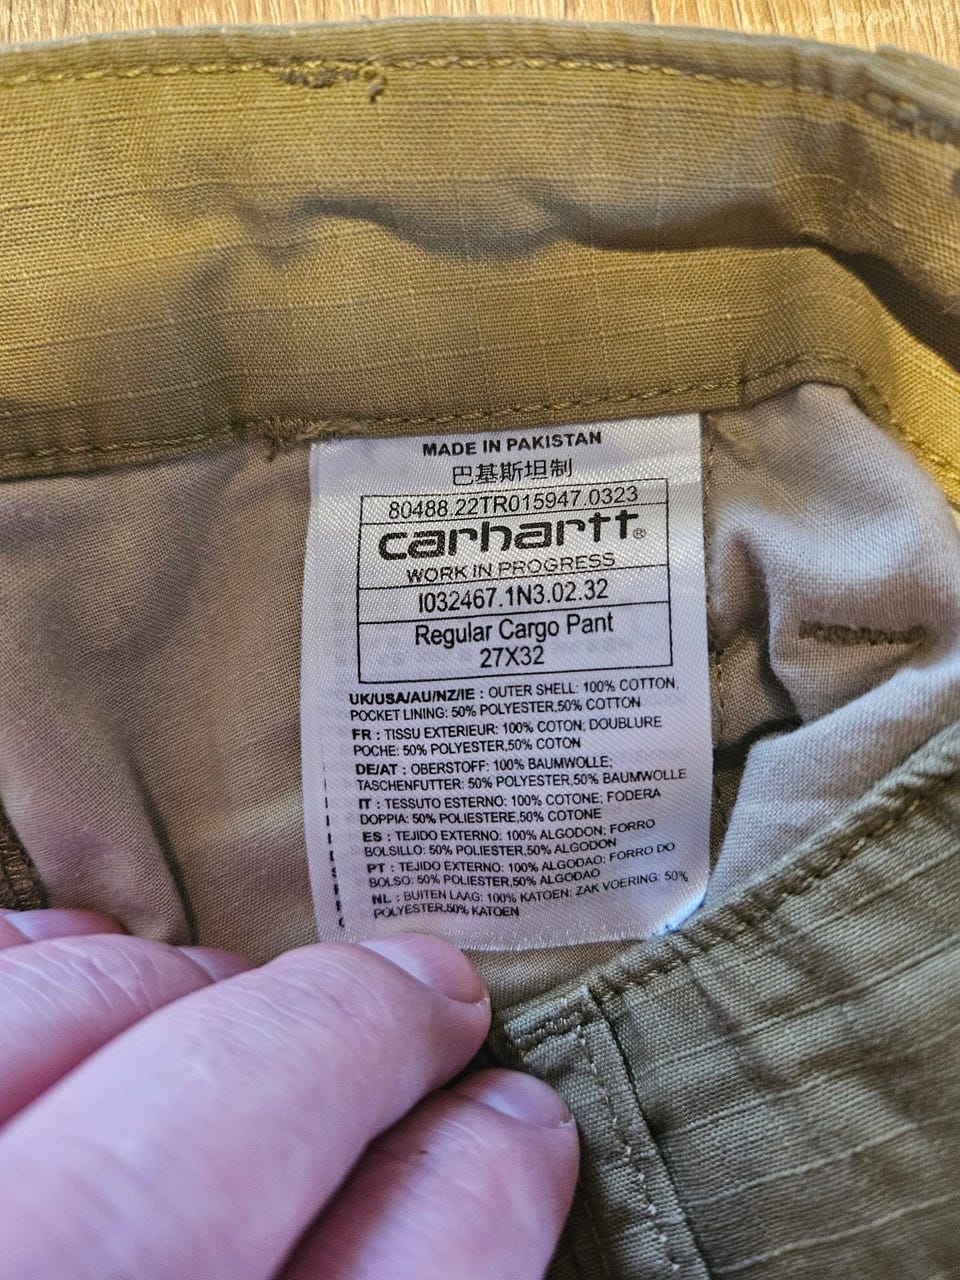 MADE IN PAKISTAN
巴基斯坦制
80488.22TR015947.0323
carhartt®
WORK IN PROGRESS
I032467.1N3.02.32
Regular Cargo Pant
27X32
UK/USA/AU/NZ/IE : OUTER SHELL: 100% COTTON,
POCKET LINING: 50% POLYESTER,50% COTTON
FR : TISSU EXTERIEUR: 100% COTON; DOUBLURE
POCHE: 50% POLYESTER,50% COTON
DE/AT : OBERSTOFF: 100% BAUMWOLLE;
TASCHENFUTTER: 50% POLYESTER,50% BAUMWOLLE
IT : TESSUTO ESTERNO: 100% COTONE; FODERA
DOPPIA: 50% POLIESTERE,50% COTONE
ES : TEJIDO EXTERNO: 100% ALGODON; FORRO
BOLSILLO: 50% POLIESTER,50% ALGODON
PT : TEJIDO EXTERNO: 100% ALGODAO; FORRO DO
BOLSO: 50% POLIESTER,50% ALGODAO
NL : BUITEN LAAG: 100% KATOEN; ZAK VOERING: 50%
POLYESTER,50% KATOEN